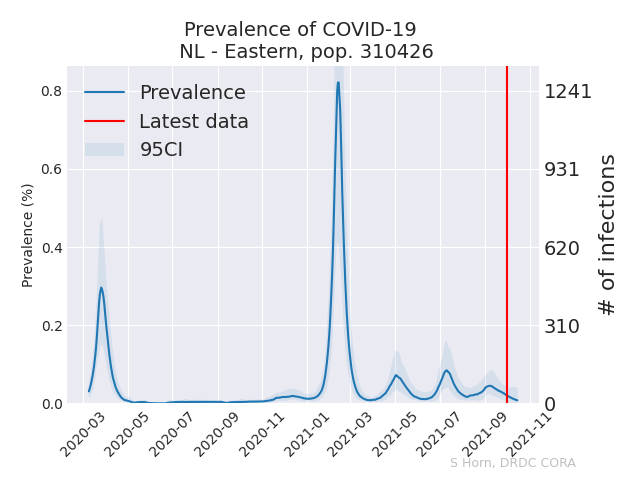 Prevalence of COVID-19
NL - Eastern, pop. 310426
Prevalence
Latest data
95CI
Prevalence (%)
0.8
0.6
0.4
0.2
0.0
1241
931
620
310
0
# of infections
2020-03
2020-05
2020-07
2020-09
2020-11
2021-01
2021-03
2021-05
2021-07
2021-09
2021-11
S Horn, DRDC CORA